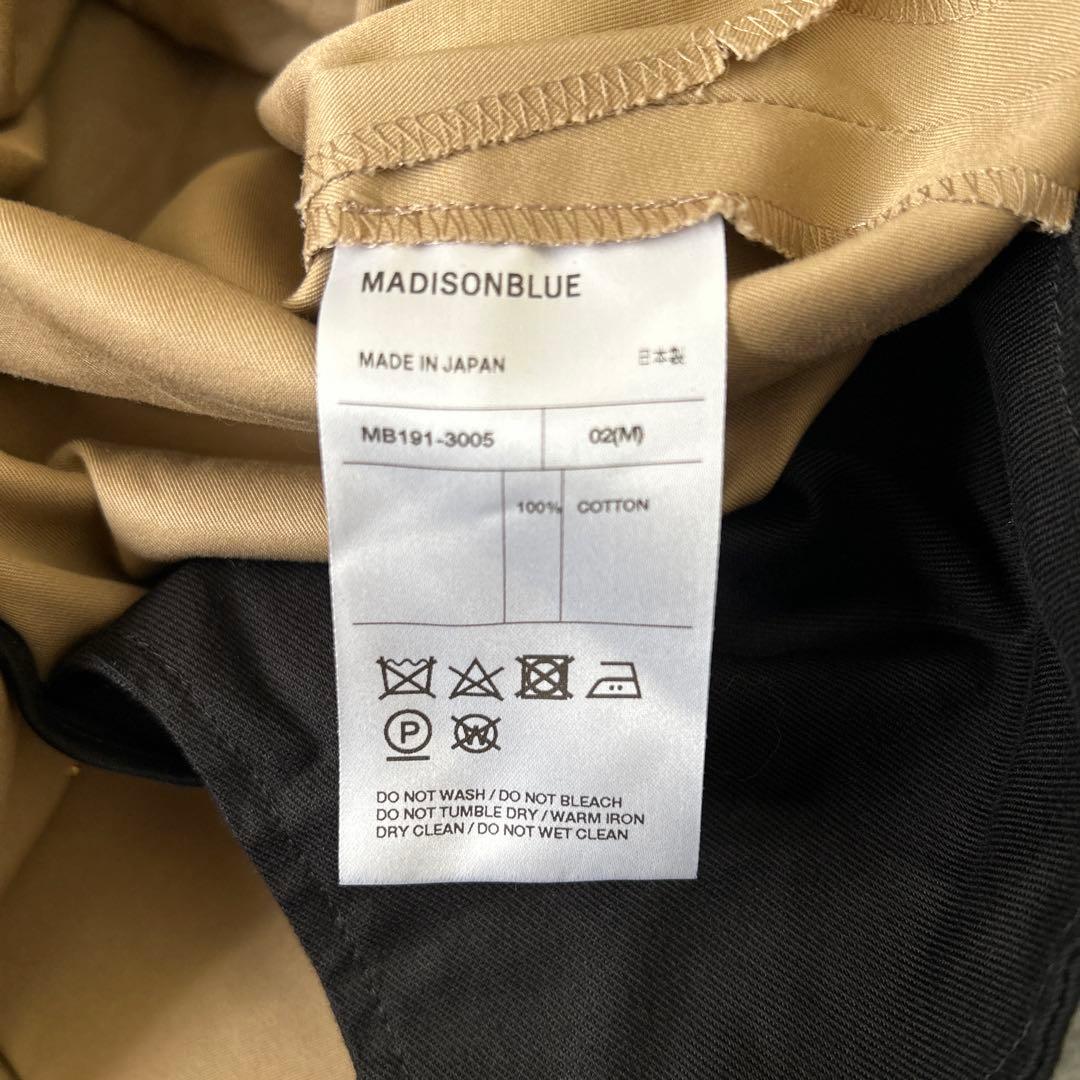 MADISONBLUE
MADE IN JAPAN 日本製
MB191-3005 02(M)
100% COTTON
P W
DO NOT WASH / DO NOT BLEACH
DO NOT TUMBLE DRY / WARM IRON
DRY CLEAN / DO NOT WET CLEAN